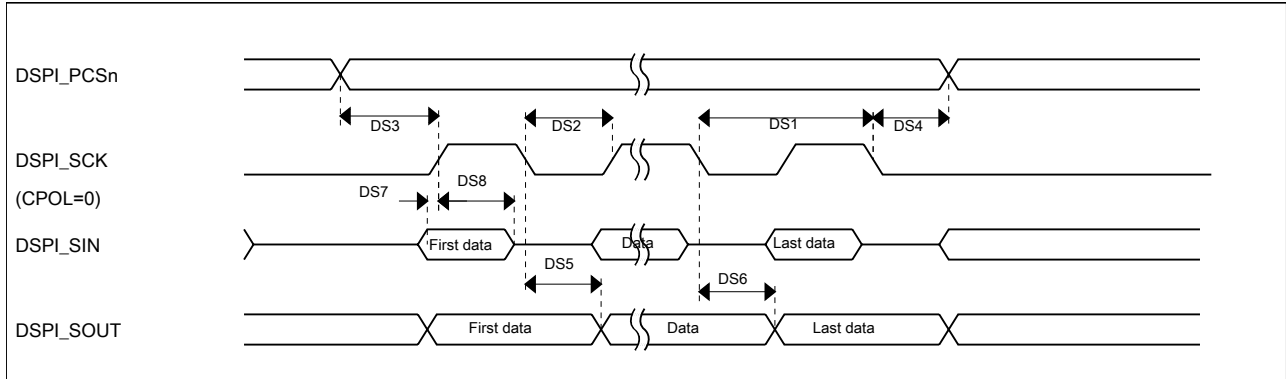 DSPI_PCSn
DS3
DS2
DS1
DS4
DSPI_SCK
(CPOL=0)
DS7
DS8
DSPI_SIN
First data
Data
Last data
DS5
DS6
DSPI_SOUT
First data
Data
Last data